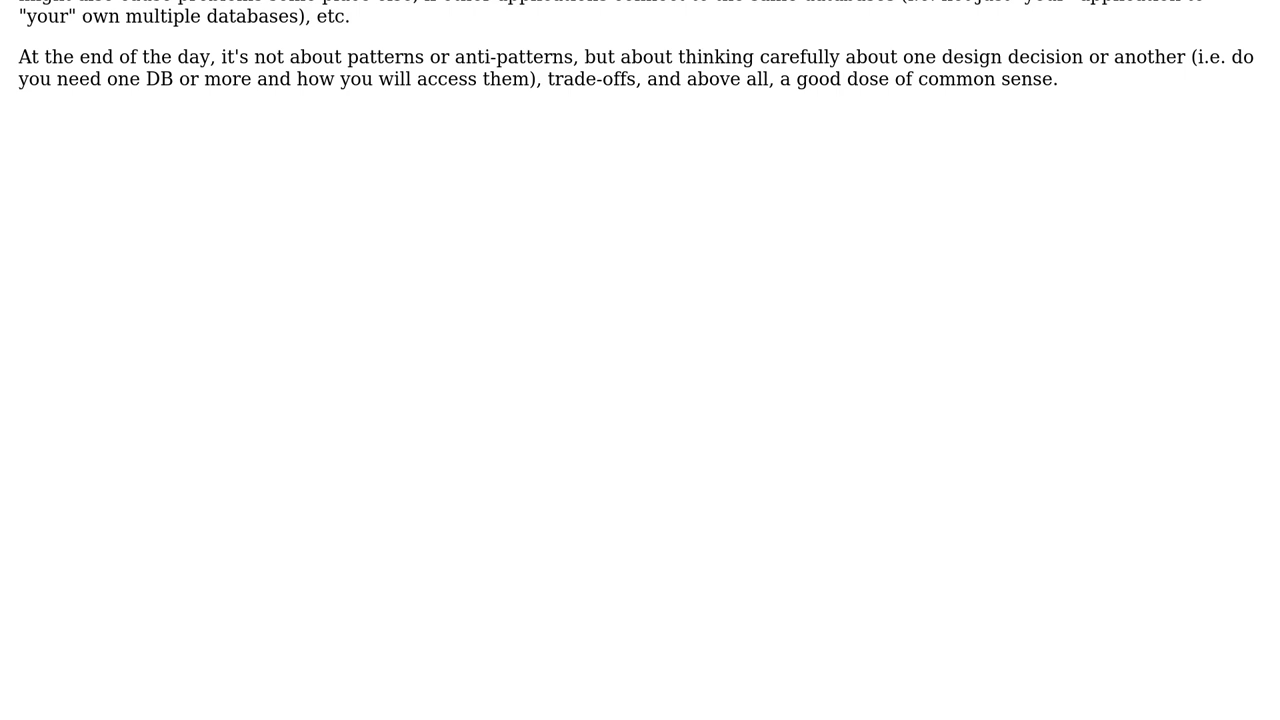 "your" own multiple databases), etc.
At the end of the day, it's not about patterns or anti-patterns, but about thinking carefully about one design decision or another (i.e. do
you need one DB or more and how you will access them), trade-offs, and above all, a good dose of common sense.